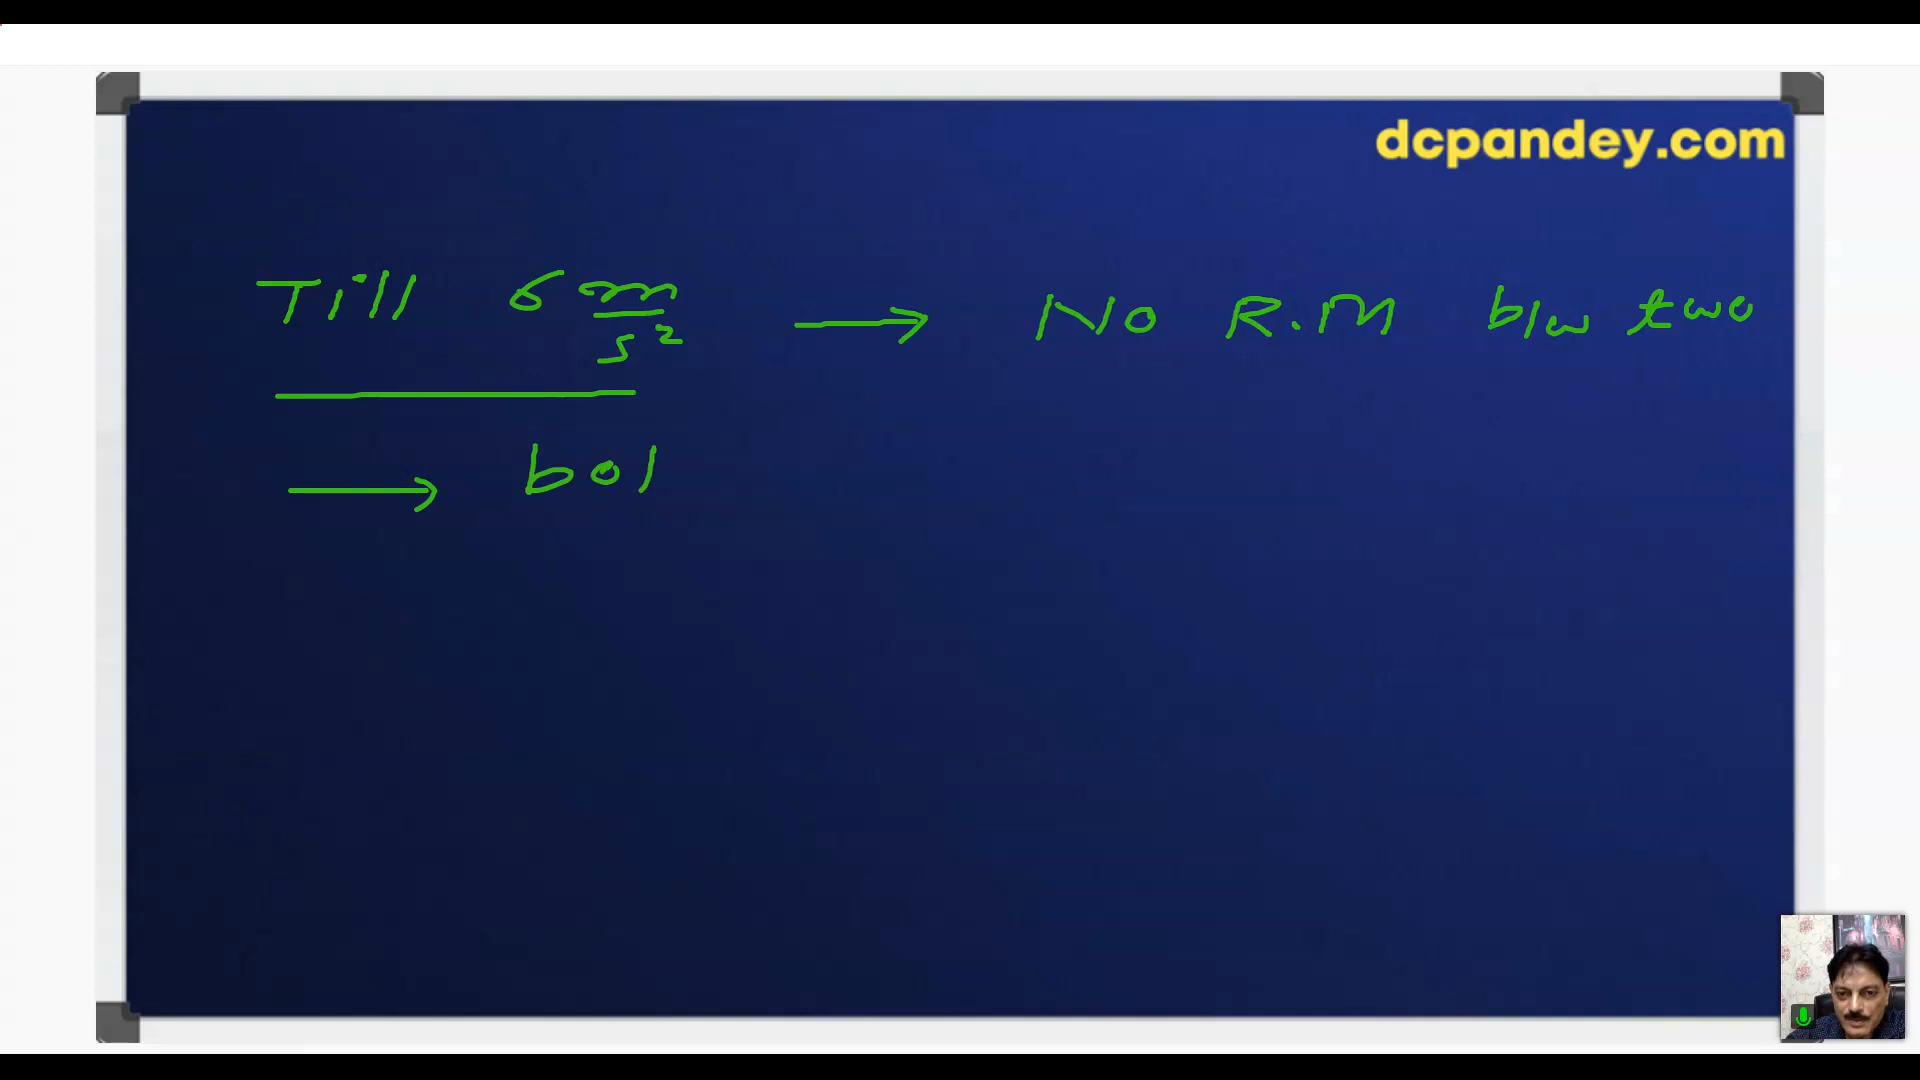 dcpandey.com
Till 6 m/s² → No R.M b/w two
→ bol